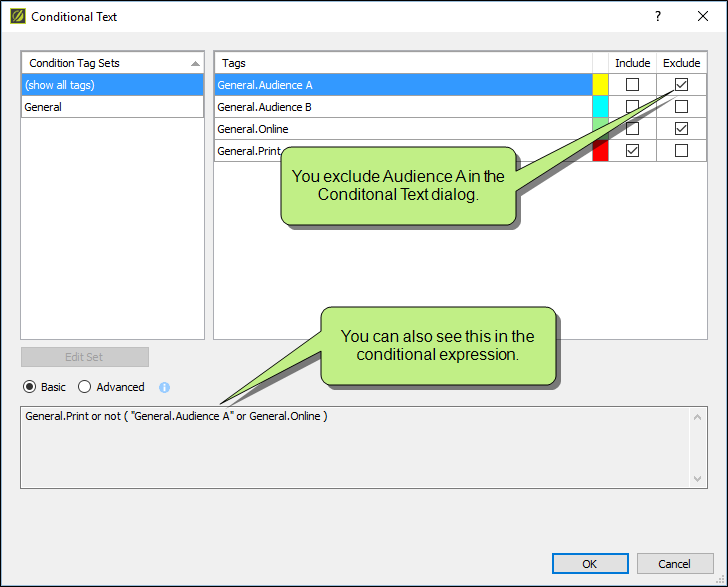 Conditional Text
?
Condition Tag Sets
(show all tags)
General
Tags Include Exclude
General.Audience A
General.Audience B
General.Online
General.Print
You exclude Audience A in the
Conditonal Text dialog.
You can also see this in the
conditional expression.
Edit Set
Basic Advanced i
General.Print or not ( "General.Audience A" or General.Online )
OK Cancel